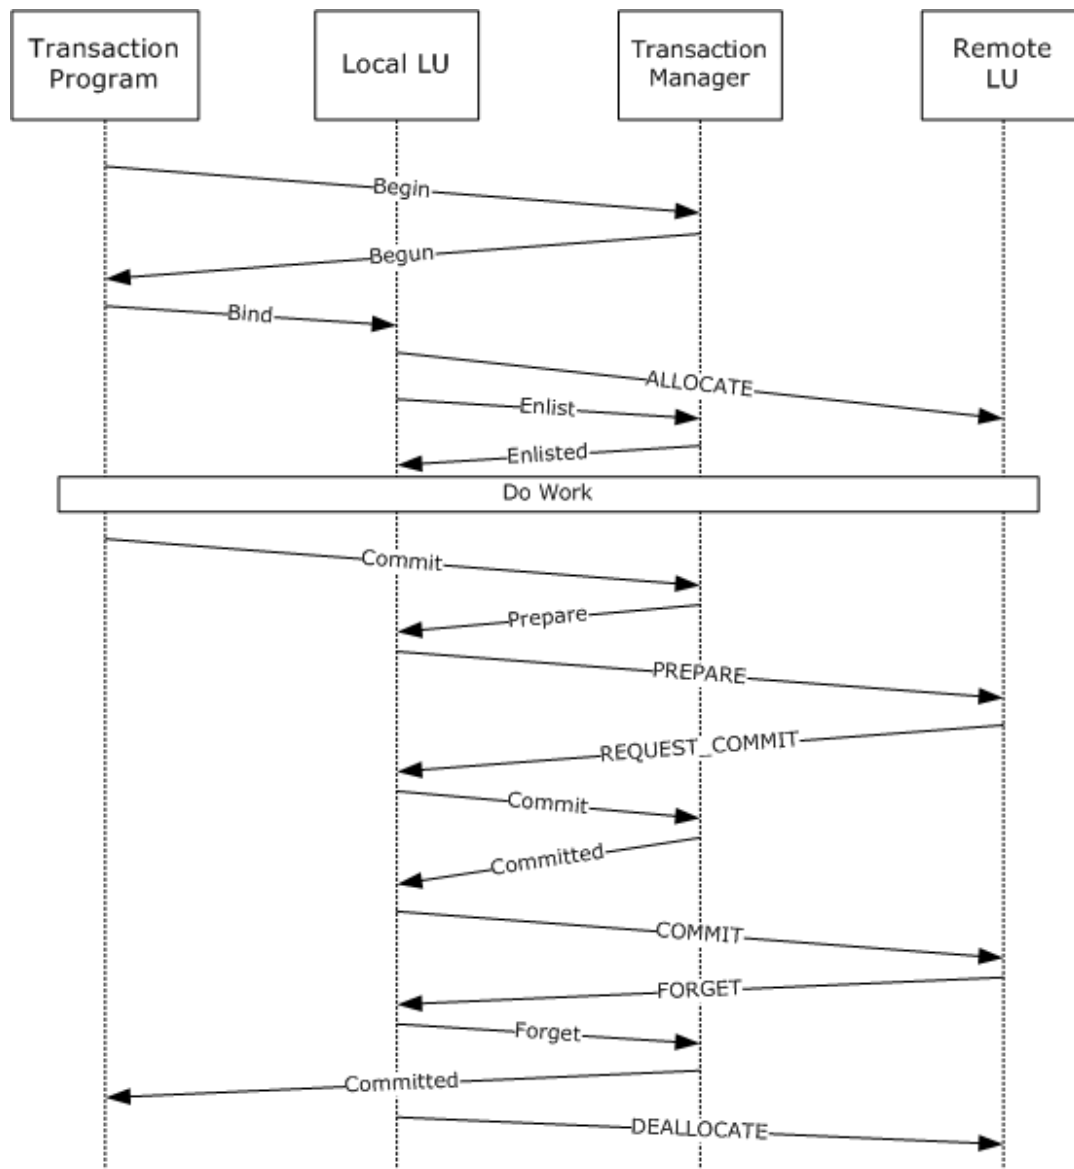 Transaction
Program
Local LU
Transaction
Manager
Remote
LU
Begin
Begun
Bind
ALLOCATE
Enlist
Enlisted
Do Work
Commit
Prepare
PREPARE
REQUEST_COMMIT
Commit
Committed
COMMIT
FORGET
Forget
Committed
DEALLOCATE